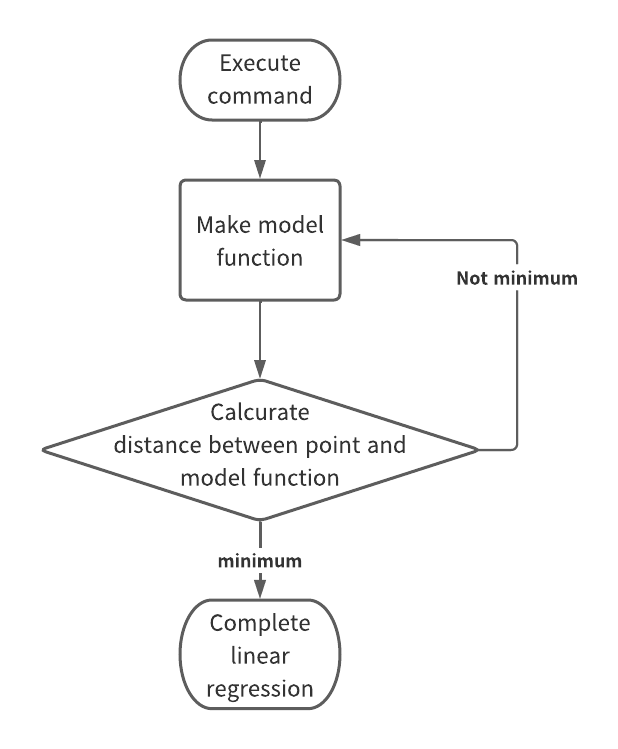 Execute
command
Make model
function
Not minimum
Calcurate
distance between point and
model function
minimum
Complete
linear
regression